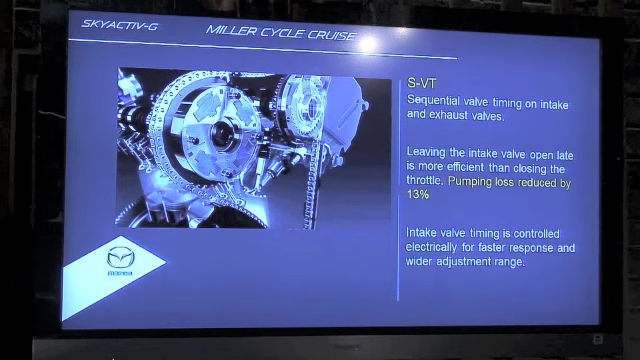 SKYACTIV-G
MILLER CYCLE CRUISE
S-VT
Sequential valve timing on intake
and exhaust valves.
Leaving the intake valve open late
is more efficient than closing the
throttle. Pumping loss reduced by
13%
Intake valve timing is controlled
electrically for faster response and
wider adjustment range.
mazda